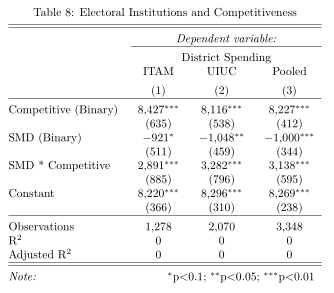 Table 8: Electoral Institutions and Competitiveness
Dependent variable:
District Spending
ITAM UIUC Pooled
(1) (2) (3)
Competitive (Binary) 8,427*** 8,116*** 8,227***
(635) (538) (412)
SMD (Binary) −921* −1,048** −1,000***
(511) (459) (344)
SMD * Competitive 2,891*** 3,282*** 3,138***
(885) (796) (595)
Constant 8,220*** 8,296*** 8,269***
(366) (310) (238)
Observations 1,278 2,070 3,348
R² 0 0 0
Adjusted R² 0 0 0
Note: *p<0.1; **p<0.05; ***p<0.01